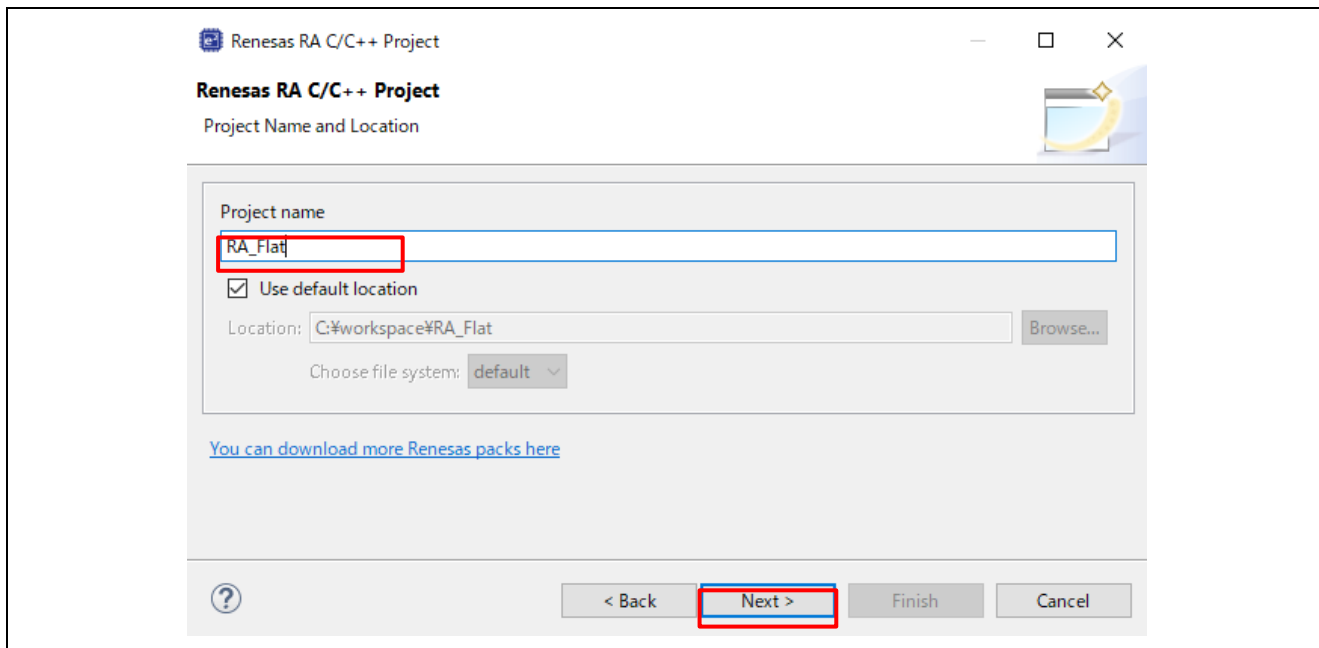 Renesas RA C/C++ Project
Renesas RA C/C++ Project
Project Name and Location
Project name
RA_Flat
Use default location
Location: C:¥workspace¥RA_Flat Browse...
Choose file system: default
You can download more Renesas packs here
? < Back Next > Finish Cancel